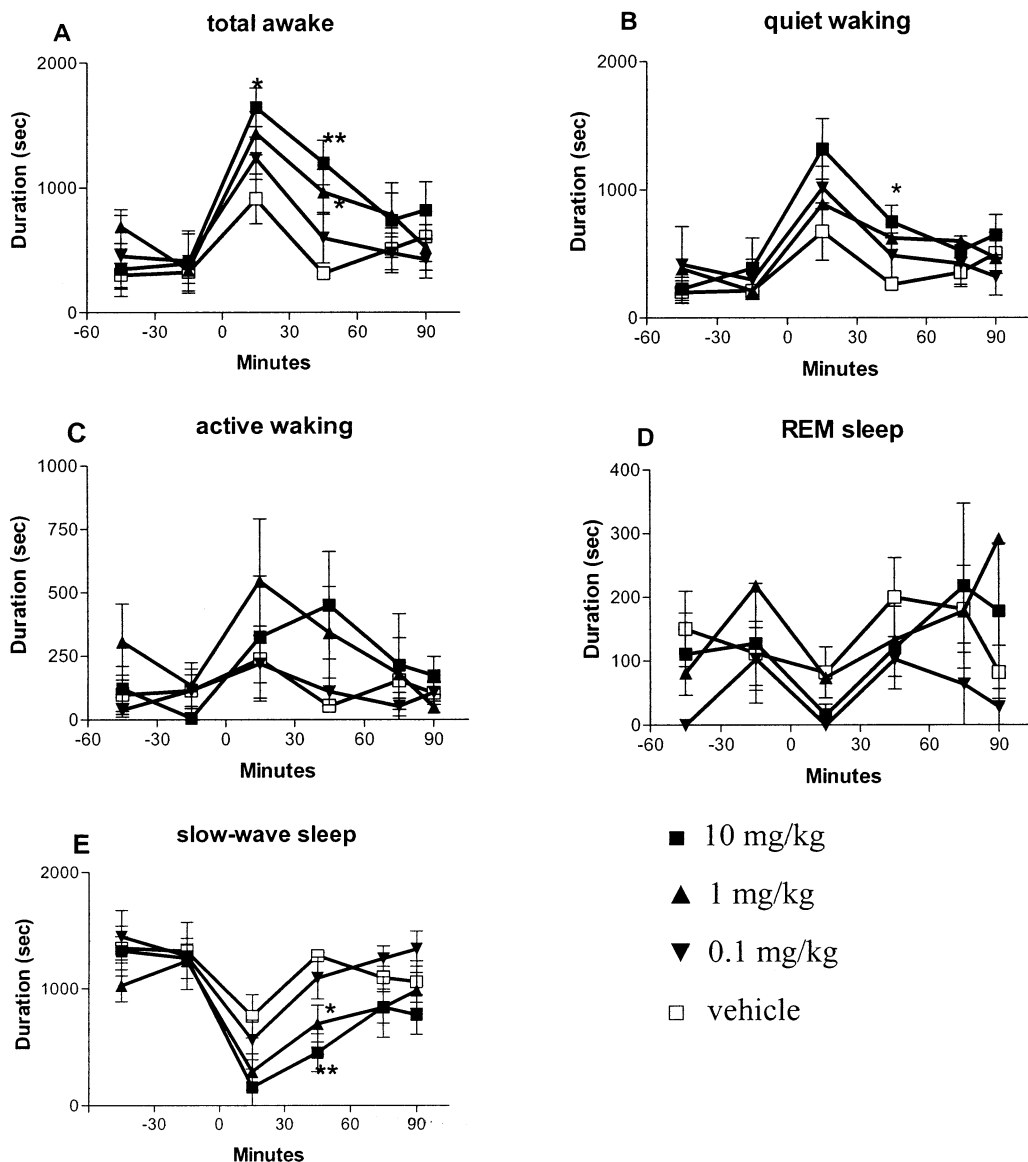 A
total awake
2000
1000
0
Duration (sec)
*
**
*
-60 -30 0 30 60 90
Minutes
B
quiet waking
2000
1000
0
Duration (sec)
*
-60 -30 0 30 60 90
Minutes
C
active waking
1000
750
500
250
0
Duration (sec)
-60 -30 0 30 60 90
Minutes
D
REM sleep
400
300
200
100
0
Duration (sec)
-60 -30 0 30 60 90
Minutes
E
slow-wave sleep
2000
1000
0
Duration (sec)
*
**
-30 0 30 60 90
Minutes
10 mg/kg
1 mg/kg
0.1 mg/kg
vehicle